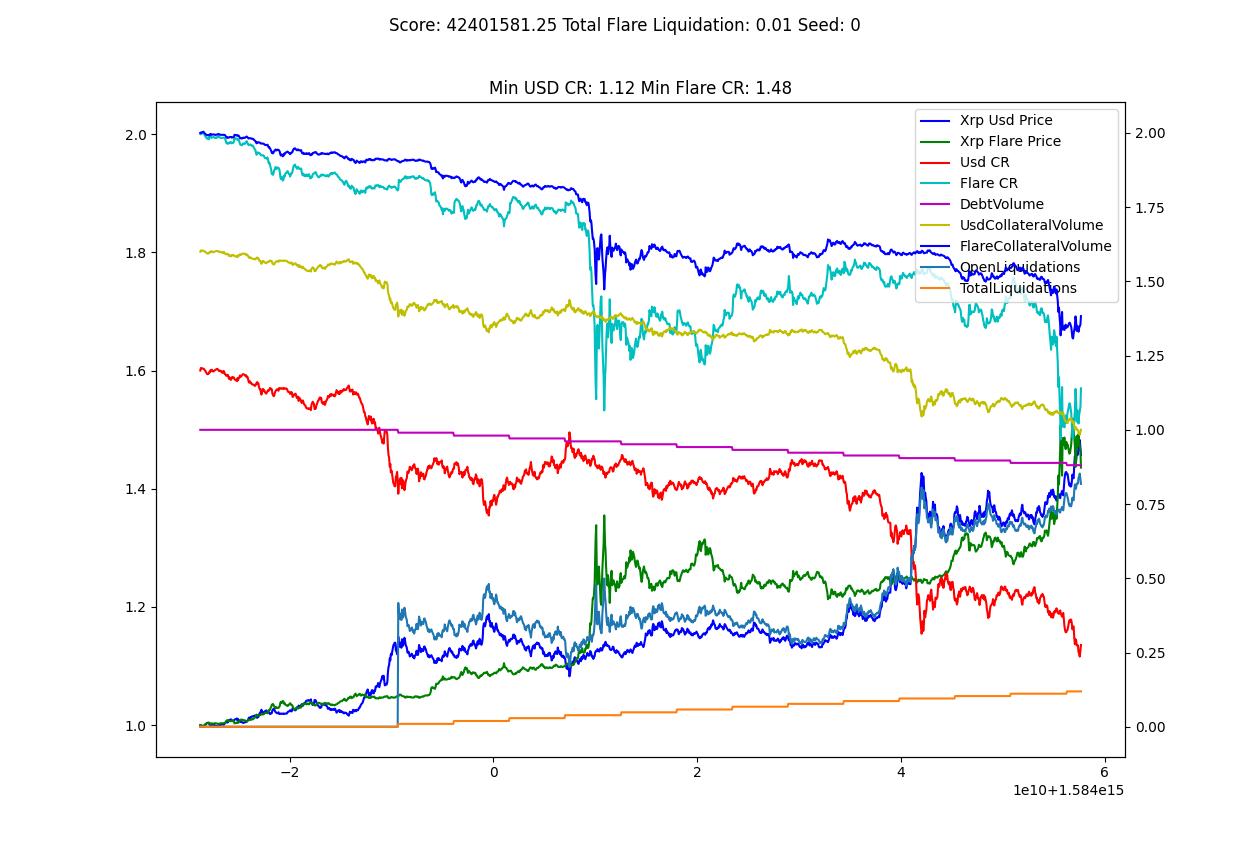 Score: 42401581.25 Total Flare Liquidation: 0.01 Seed: 0
Min USD CR: 1.12 Min Flare CR: 1.48
Xrp Usd Price
Xrp Flare Price
Usd CR
Flare CR
DebtVolume
UsdCollateralVolume
FlareCollateralVolume
OpenLiquidations
TotalLiquidations
2.0
1.8
1.6
1.4
1.2
1.0
2.00
1.75
1.50
1.25
1.00
0.75
0.50
0.25
0.00
−2
0
2
4
6
1e10+1.584e15